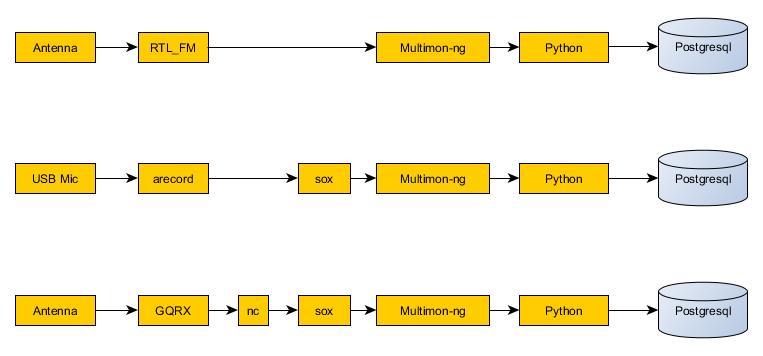 Antenna RTL_FM Multimon-ng Python Postgresql
USB Mic arecord sox Multimon-ng Python Postgresql
Antenna GQRX nc sox Multimon-ng Python Postgresql